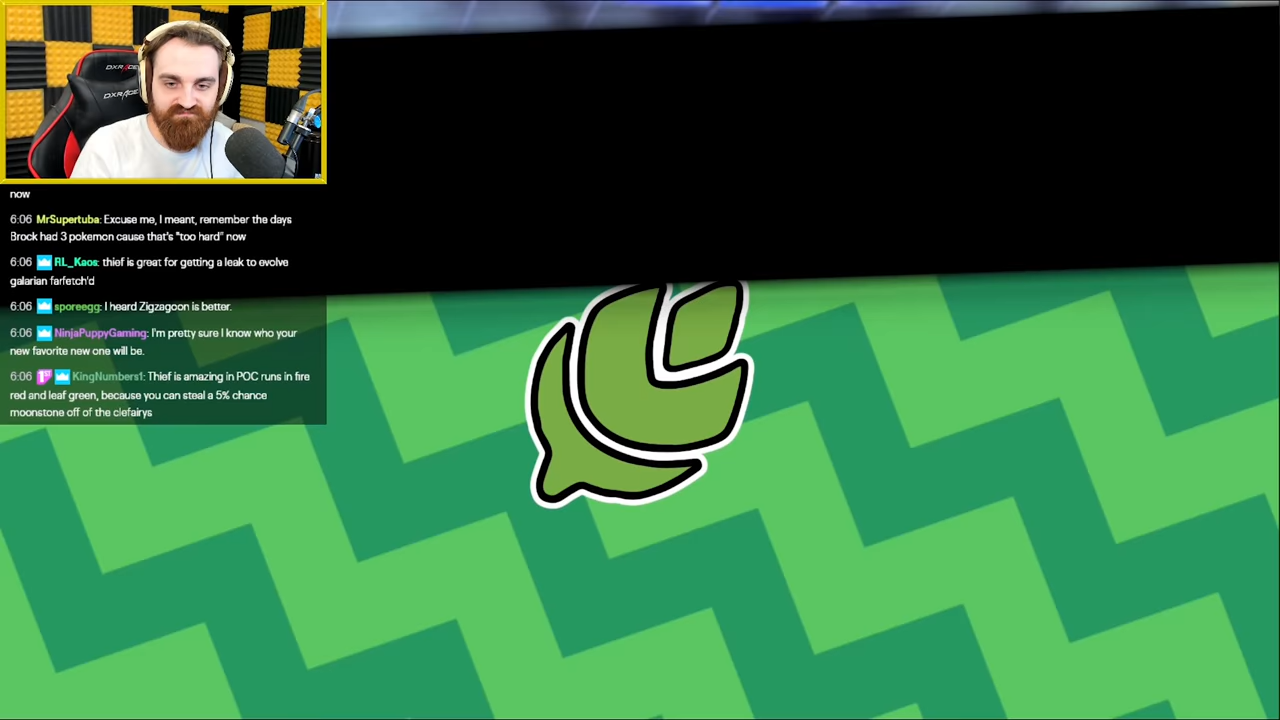 DXRACER
DXRACER
now
6:06 MrSupertuba: Excuse me, I meant, remember the days
Brock had 3 pokemon cause that's "too hard" now
6:06 RL_Kaos: thief is great for getting a leak to evolve
galarian farfetch'd
6:06 sporeegg: I heard Zigzagoon is better.
6:06 NinjaPuppyGaming: I'm pretty sure I know who your
new favorite new one will be.
6:06 1ST KingNumbers1: Thief is amazing in POC runs in fire
red and leaf green, because you can steal a 5% chance
moonstone off of the clefairys